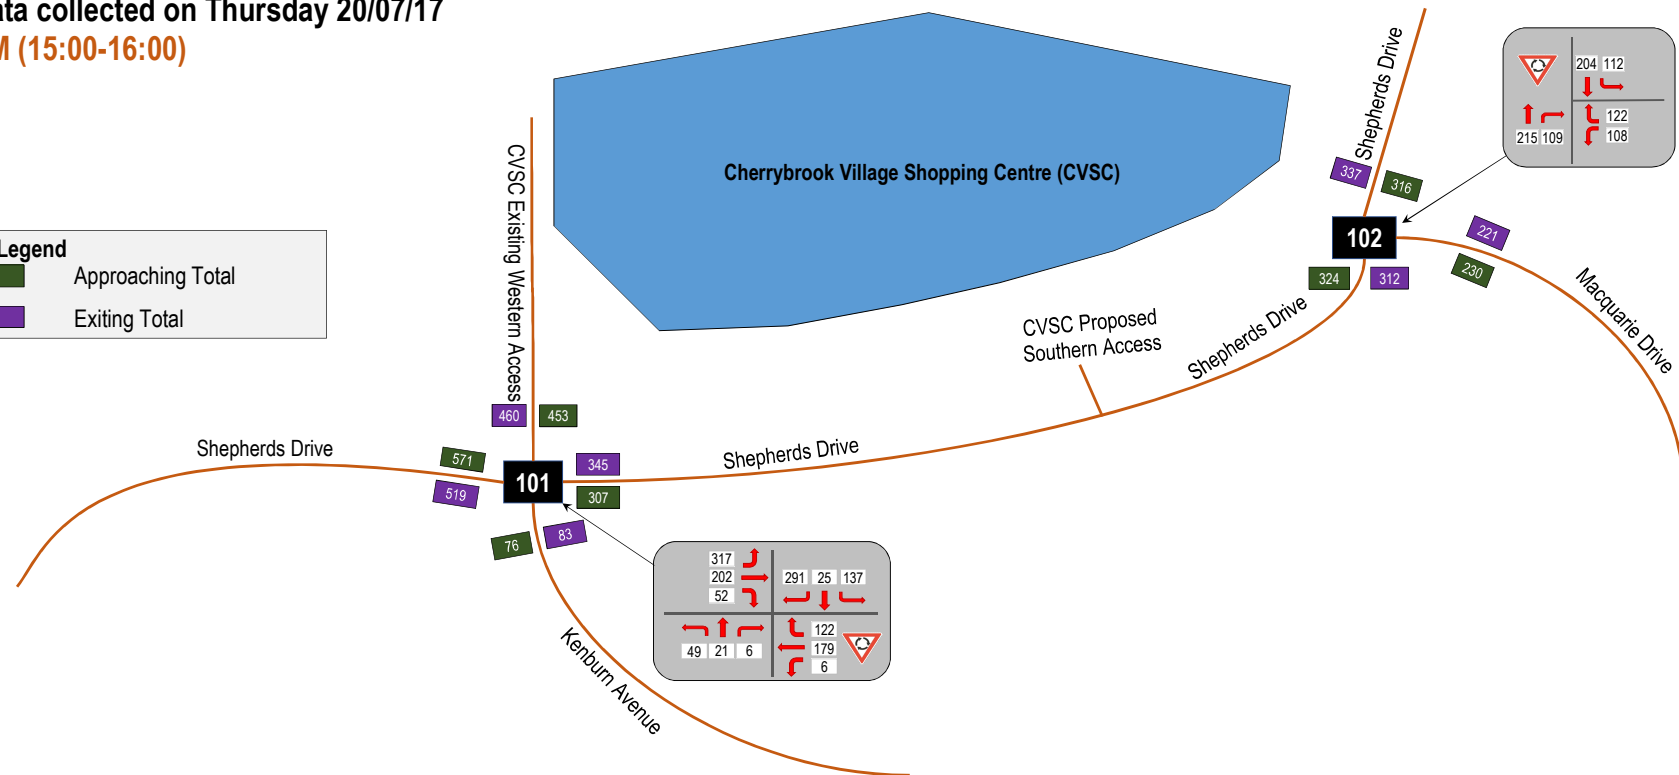 ata collected on Thursday 20/07/17
M (15:00-16:00)
Legend
Approaching Total
Exiting Total
Cherrybrook Village Shopping Centre (CVSC)
CVSC Existing Western Access
Shepherds Drive
204 112
215 109
122
108
337 316
102
221
230
324 312
Macquarie Drive
CVSC Proposed
Southern Access
Shepherds Drive
460 453
Shepherds Drive
571
519
101
345
307
Shepherds Drive
76 83
317
202
52
291 25 137
49 21 6
122
179
6
Kenburn Avenue